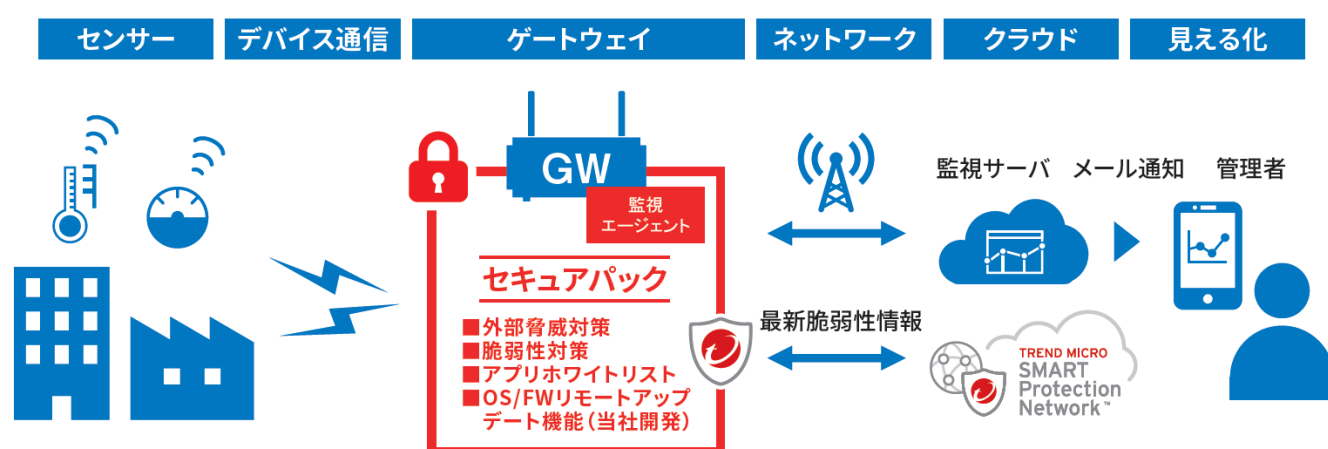 センサー
デバイス通信
ゲートウェイ
ネットワーク
クラウド
見える化
GW
監視
エージェント
セキュアパック
■外部脅威対策
■脆弱性対策
■アプリホワイトリスト
■OS/FWリモートアップ
デート機能(当社開発)
最新脆弱性情報
監視サーバ
メール通知
管理者
TREND MICRO
SMART
Protection
Network™